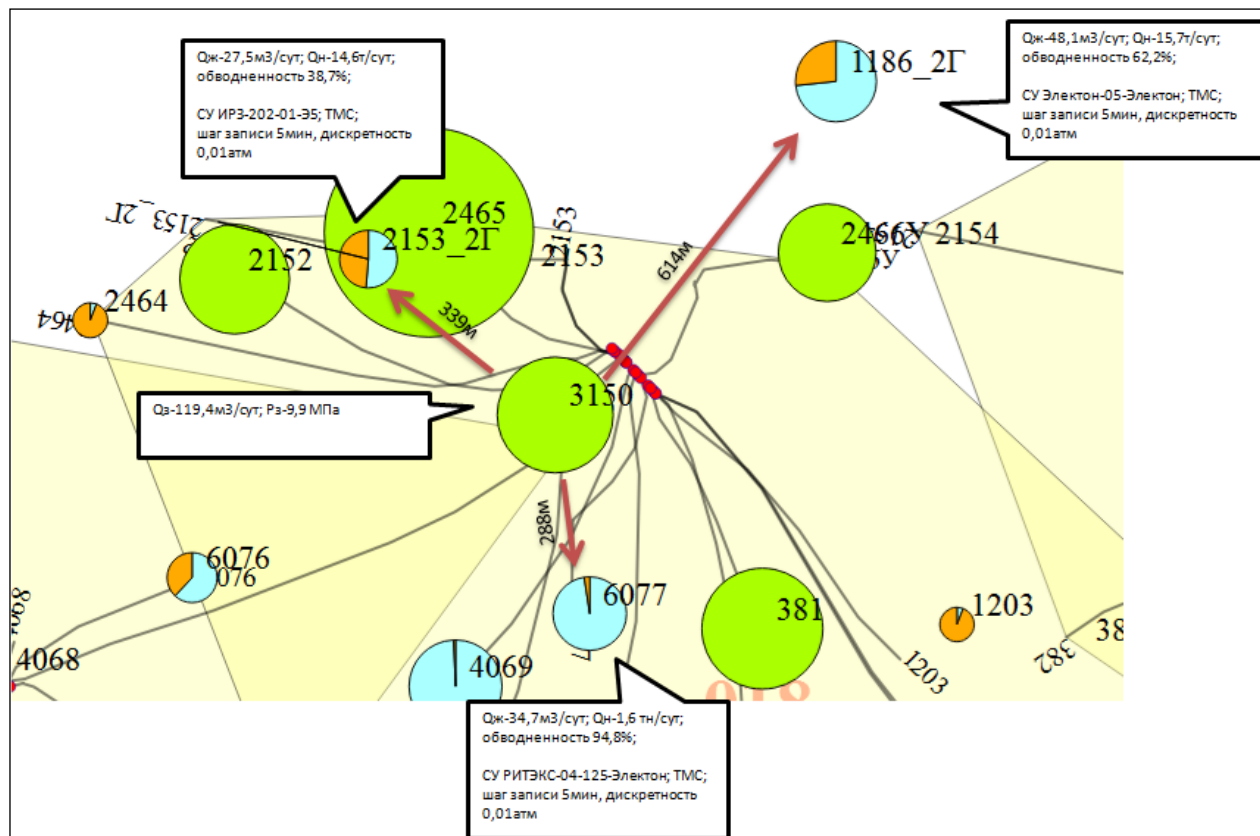 Qж-27,5м3/сут; Qн-14,6т/сут;
обводненность 38,7%;
СУ ИРЗ-202-01-Э5; ТМС;
шаг записи 5мин, дискретность
0,01атм
Qж-48,1м3/сут; Qн-15,7т/сут;
обводненность 62,2%;
СУ Электон-05-Электон; ТМС;
шаг записи 5мин, дискретность
0,01атм
1186_2Г
2153_2Г
2465
2153
2153_2Г
2153
2152
2466У
2154
2464
464
614м
339м
3150
Qз-119,4м3/сут; Рз-9,9 МПа
288м
6076
076
6077
381
1203
4068
4069
1203
382
38
Qж-34,7м3/сут; Qн-1,6 тн/сут;
обводненность 94,8%;
СУ РИТЭКС-04-125-Электон; ТМС;
шаг записи 5мин, дискретность
0,01атм